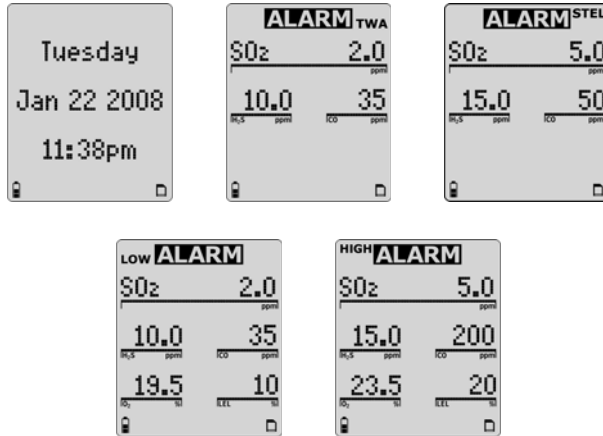 Tuesday
Jan 22 2008
11:38pm
ALARM TWA
SO2 2.0
ppm
10.0 35
H2S ppm CO ppm
ALARM STEL
SO2 5.0
ppm
15.0 50
H2S ppm CO ppm
LOW ALARM
SO2 2.0
ppm
10.0 35
H2S ppm CO ppm
19.5 10
O2 % LEL %
HIGH ALARM
SO2 5.0
ppm
15.0 200
H2S ppm CO ppm
23.5 20
O2 % LEL %